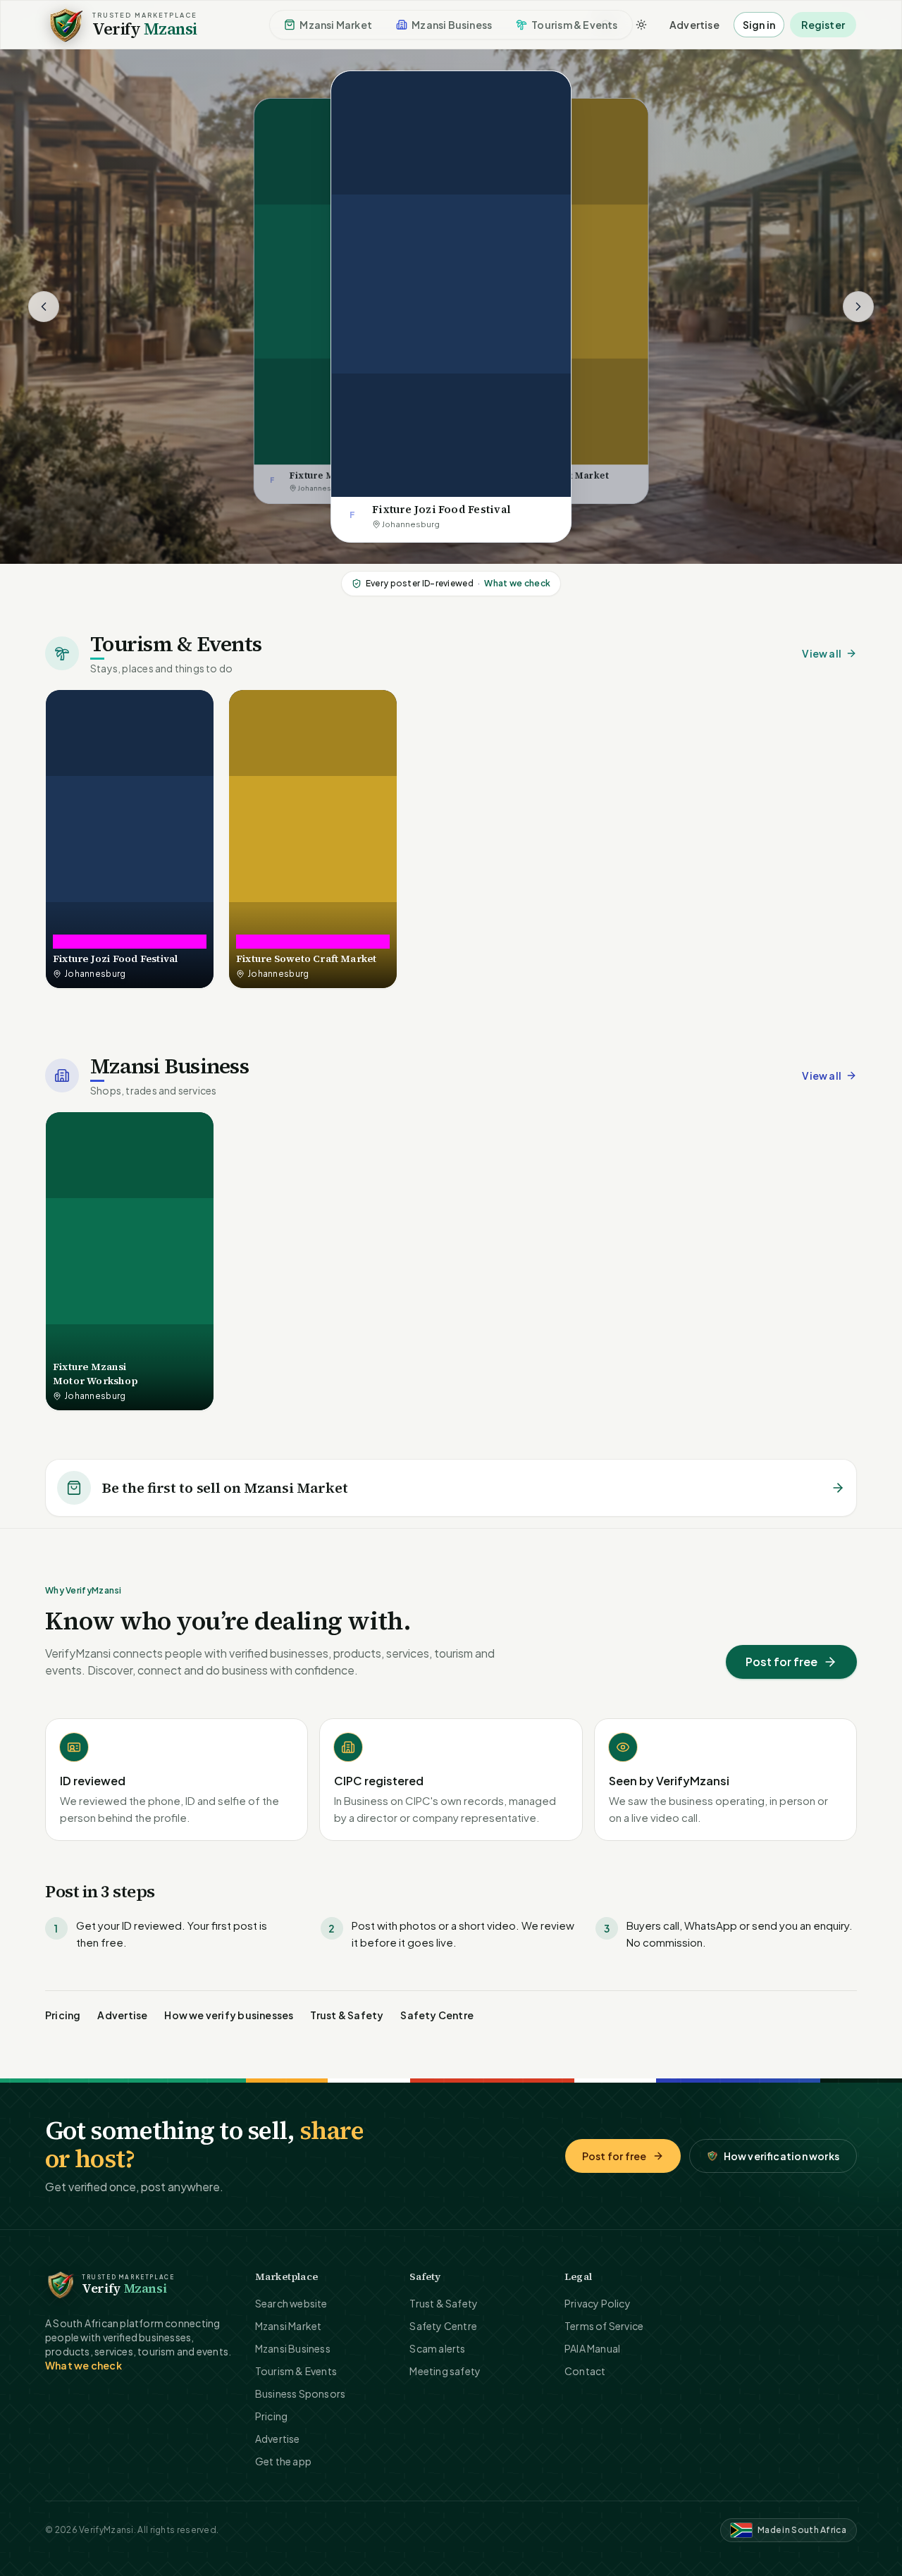 TRUSTED MARKETPLACE
Verify Mzansi
Mzansi Market
Mzansi Business
Tourism & Events
Advertise
Sign in
Register
Fixture M
Johannes
F
Market
F
Fixture Jozi Food Festival
Johannesburg
Every poster ID-reviewed · What we check
Tourism & Events
Stays, places and things to do
View all
Fixture Jozi Food Festival
Johannesburg
Fixture Soweto Craft Market
Johannesburg
Mzansi Business
Shops, trades and services
View all
Fixture Mzansi
Motor Workshop
Johannesburg
Be the first to sell on Mzansi Market
Why VerifyMzansi
Know who you’re dealing with.
VerifyMzansi connects people with verified businesses, products, services, tourism and
events. Discover, connect and do business with confidence.
Post for free
ID reviewed
We reviewed the phone, ID and selfie of the
person behind the profile.
CIPC registered
In Business on CIPC's own records, managed
by a director or company representative.
Seen by VerifyMzansi
We saw the business operating, in person or
on a live video call.
Post in 3 steps
1
Get your ID reviewed. Your first post is
then free.
2
Post with photos or a short video. We review
it before it goes live.
3
Buyers call, WhatsApp or send you an enquiry.
No commission.
Pricing
Advertise
How we verify businesses
Trust & Safety
Safety Centre
Got something to sell, share
or host?
Get verified once, post anywhere.
Post for free
How verification works
TRUSTED MARKETPLACE
Verify Mzansi
A South African platform connecting
people with verified businesses,
products, services, tourism and events.
What we check
Marketplace
Search website
Mzansi Market
Mzansi Business
Tourism & Events
Business Sponsors
Pricing
Advertise
Get the app
Safety
Trust & Safety
Safety Centre
Scam alerts
Meeting safety
Legal
Privacy Policy
Terms of Service
PAIA Manual
Contact
© 2026 VerifyMzansi. All rights reserved.
Made in South Africa